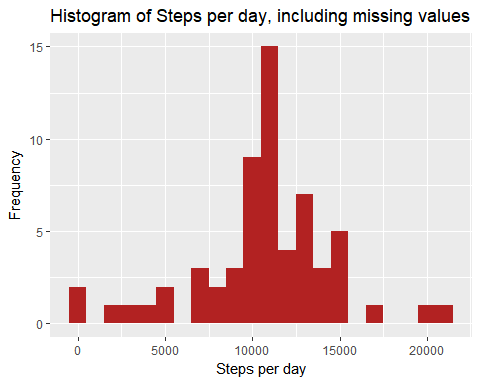 Histogram of Steps per day, including missing values
15
10
5
0
Frequency
0 5000 10000 15000 20000
Steps per day